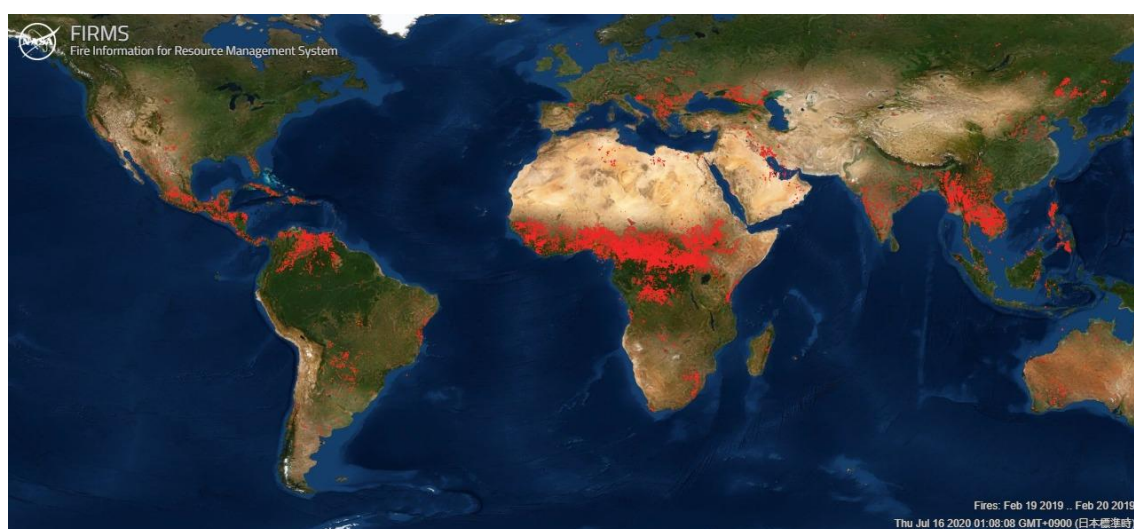 NASA
FIRMS
Fire Information for Resource Management System
Fires: Feb 19 2019 .. Feb 20 2019
Thu Jul 16 2020 01:08:08 GMT+0900 (日本標準時